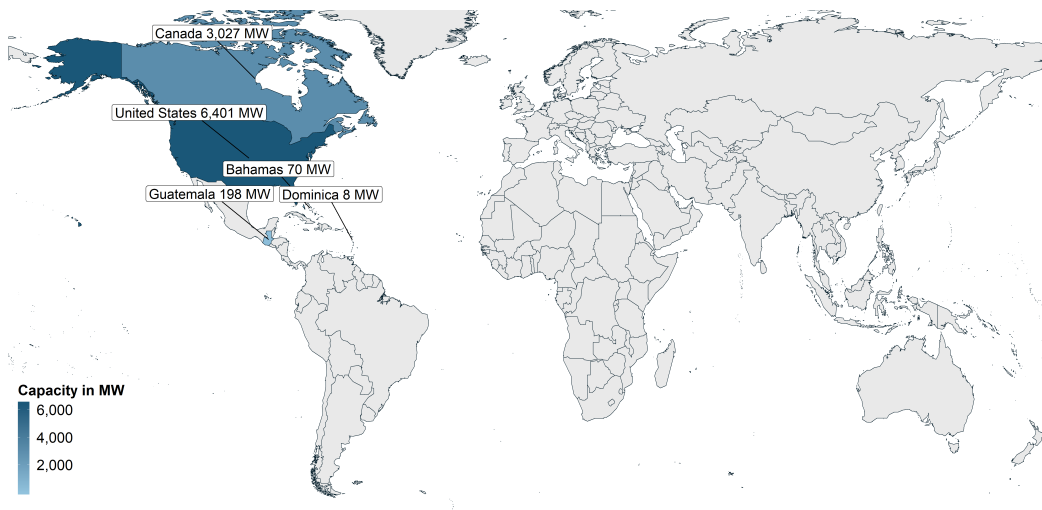 Canada 3,027 MW
United States 6,401 MW
Bahamas 70 MW
Guatemala 198 MW
Dominica 8 MW
Capacity in MW
6,000
4,000
2,000